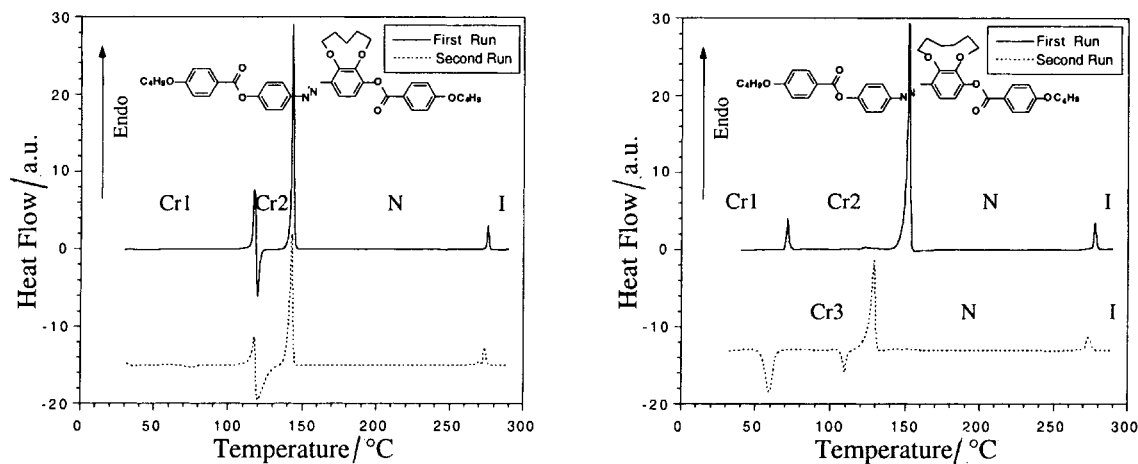 30
20
10
0
-10
-20
0
50
100
150
200
250
300
Heat Flow/ a.u.
Temperature/ °C
Endo
First Run
Second Run
C₄H₉O
O
O
N
N
O
O
O
O
OC₄H₉
Cr1
Cr2
N
I
30
20
10
0
-10
-20
0
50
100
150
200
250
300
Heat Flow/ a.u.
Temperature/ °C
Endo
First Run
Second Run
C₄H₉O
O
O
N
N
O
O
O
O
OC₄H₉
Cr1
Cr2
N
I
Cr3
N
I